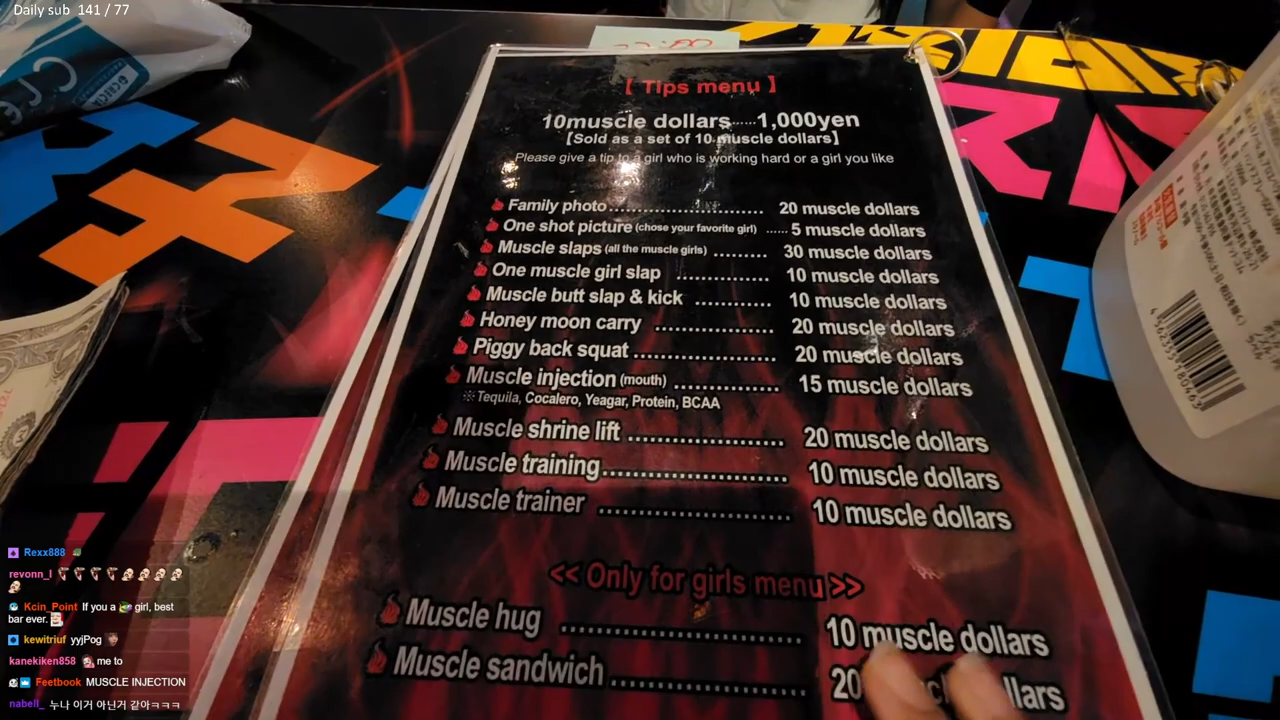 Daily sub 141 / 77
【 Tips menu 】
10muscle dollars······1,000yen
【Sold as a set of 10 muscle dollars】
Please give a tip to a girl who is working hard or a girl you like
Family photo.............................. 20 muscle dollars
One shot picture (chose your favorite girl) ...... 5 muscle dollars
Muscle slaps (all the muscle girls) .......... 30 muscle dollars
One muscle girl slap .................. 10 muscle dollars
Muscle butt slap & kick .............. 10 muscle dollars
Honey moon carry ...................... 20 muscle dollars
Piggy back squat ........................ 20 muscle dollars
Muscle injection (mouth) .................. 15 muscle dollars
※Tequila, Cocalero, Yeagar, Protein, BCAA
Muscle shrine lift .......................... 20 muscle dollars
Muscle training.............................. 10 muscle dollars
Muscle trainer .............................. 10 muscle dollars
<< Only for girls menu >>
Muscle hug .................................... 10 muscle dollars
Muscle sandwich ............................ 20
Rexx888
revonn_l
Kcin_Point If you a girl, best
bar ever.
kewitriuf yyjPog
kanekiken858 me to
Feetbook MUSCLE INJECTION
nabell_ 누나 이거 아닌거 같아ㅋㅋㅋ